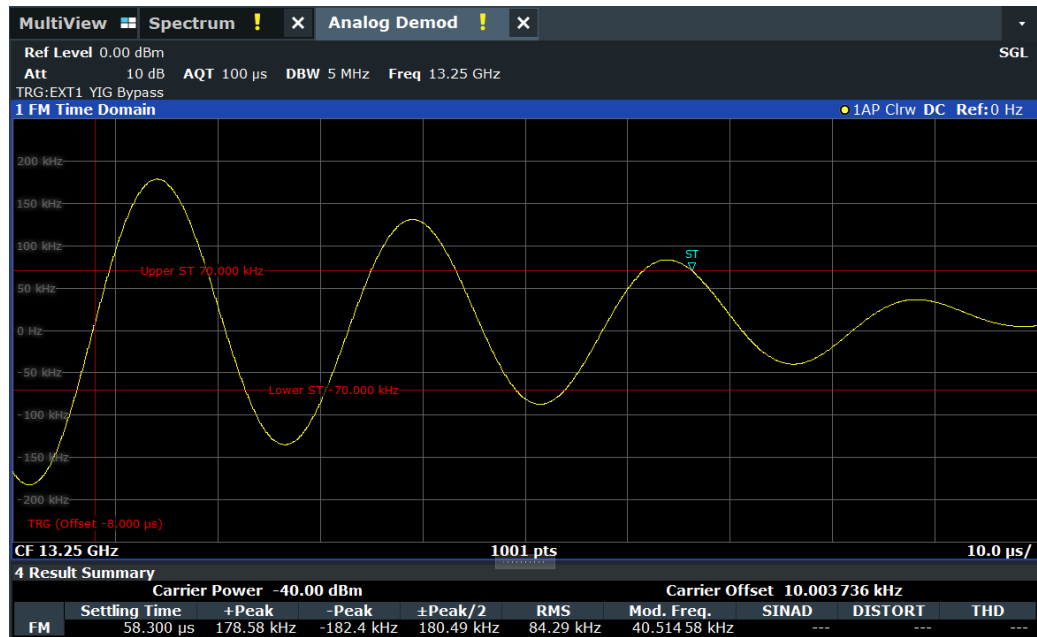 MultiView Spectrum ! X Analog Demod ! X
Ref Level 0.00 dBm SGL
Att 10 dB AQT 100 µs DBW 5 MHz Freq 13.25 GHz
TRG:EXT1 YIG Bypass
1 FM Time Domain 1AP Clrw DC Ref:0 Hz
200 kHz
150 kHz
100 kHz
ST
Upper ST 70.000 kHz
50 kHz
0 Hz
-50 kHz
Lower ST -70.000 kHz
-100 kHz
-150 kHz
-200 kHz
TRG (Offset -8.000 µs)
CF 13.25 GHz 1001 pts 10.0 µs/
4 Result Summary
Carrier Power -40.00 dBm Carrier Offset 10.003 736 kHz
Settling Time +Peak -Peak ±Peak/2 RMS Mod. Freq. SINAD DISTORT THD
FM 58.300 µs 178.58 kHz -182.4 kHz 180.49 kHz 84.29 kHz 40.514 58 kHz --- --- ---